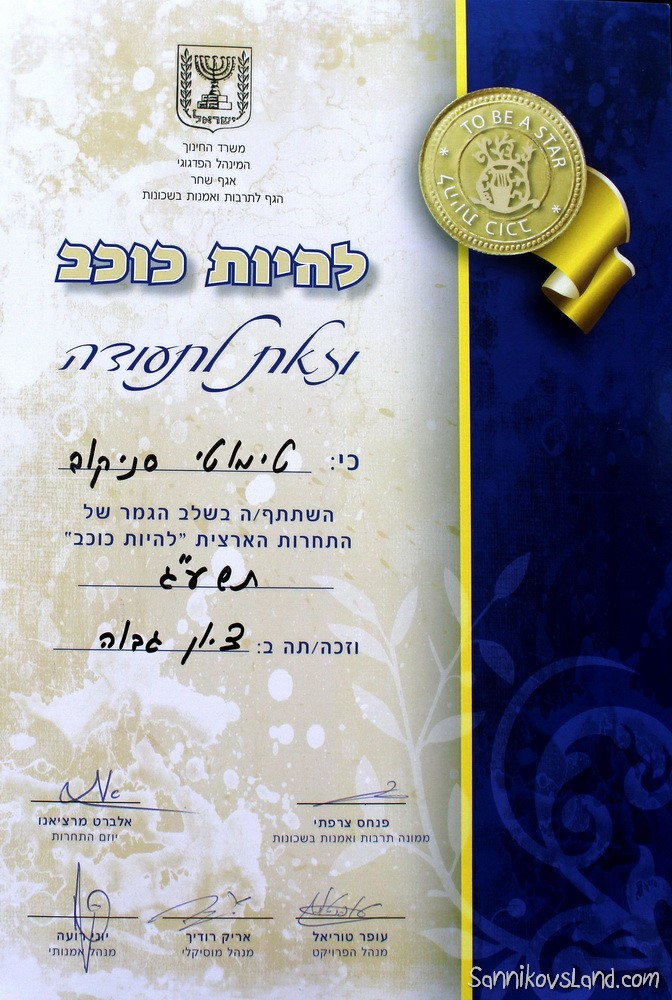 ישראל
משרד החינוך
המינהל הפדגוגי
אגף שחר
הגף לתרבות ואמנות בשכונות
TO BE A STAR
* להיות כוכב *
להיות כוכב
וזאת לתעודה
כי: טימוטי סניקוב
השתתף/ה בשלב הגמר של
התחרות הארצית "להיות כוכב"
תשע"ג
וזכה/תה ב: ציון גבוה
פנחס צרפתי
ממונה תרבות ואמנות בשכונות
אלברט מרציאנו
יוזם התחרות
עופר טוריאל
מנהל הפרויקט
אריק רודיך
מנהל מוסיקלי
יוני רועה
מנהל אמנותי
SannikovsLand.com